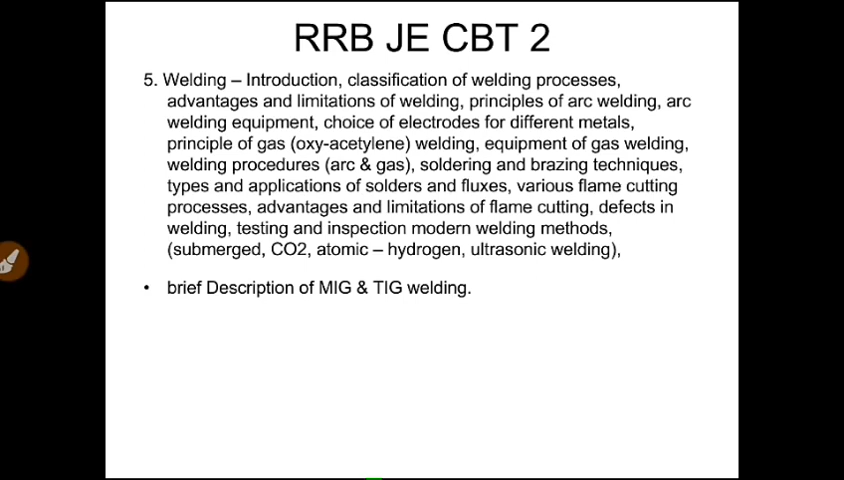 RRB JE CBT 2
5. Welding – Introduction, classification of welding processes,
advantages and limitations of welding, principles of arc welding, arc
welding equipment, choice of electrodes for different metals,
principle of gas (oxy-acetylene) welding, equipment of gas welding,
welding procedures (arc & gas), soldering and brazing techniques,
types and applications of solders and fluxes, various flame cutting
processes, advantages and limitations of flame cutting, defects in
welding, testing and inspection modern welding methods,
(submerged, CO2, atomic – hydrogen, ultrasonic welding),
• brief Description of MIG & TIG welding.